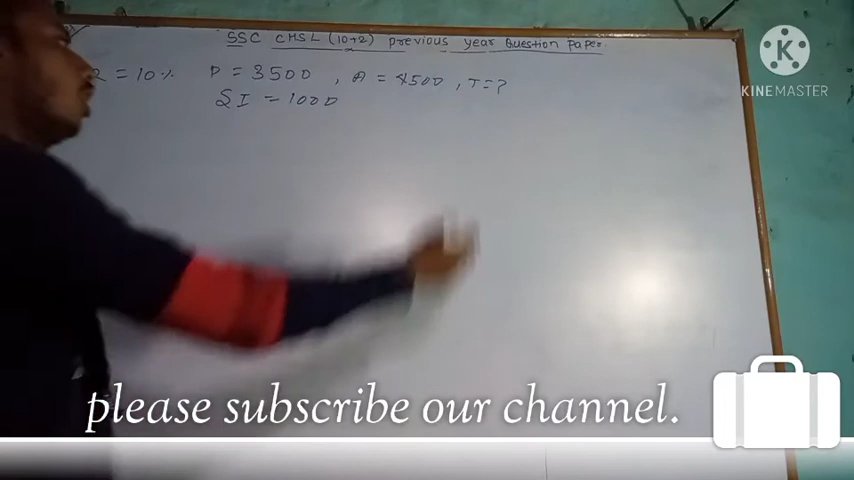 SSC CHSL (10+2) previous year Question Paper.
R = 10% P = 3500 , A = 4500 , T = ?
SI = 1000
KINEMASTER
please subscribe our channel.